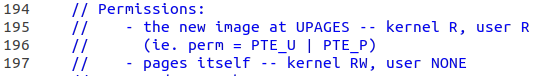 194 // Permissions:
195 // - the new image at UPAGES -- kernel R, user R
196 // (ie. perm = PTE_U | PTE_P)
197 // - pages itself -- kernel RW, user NONE